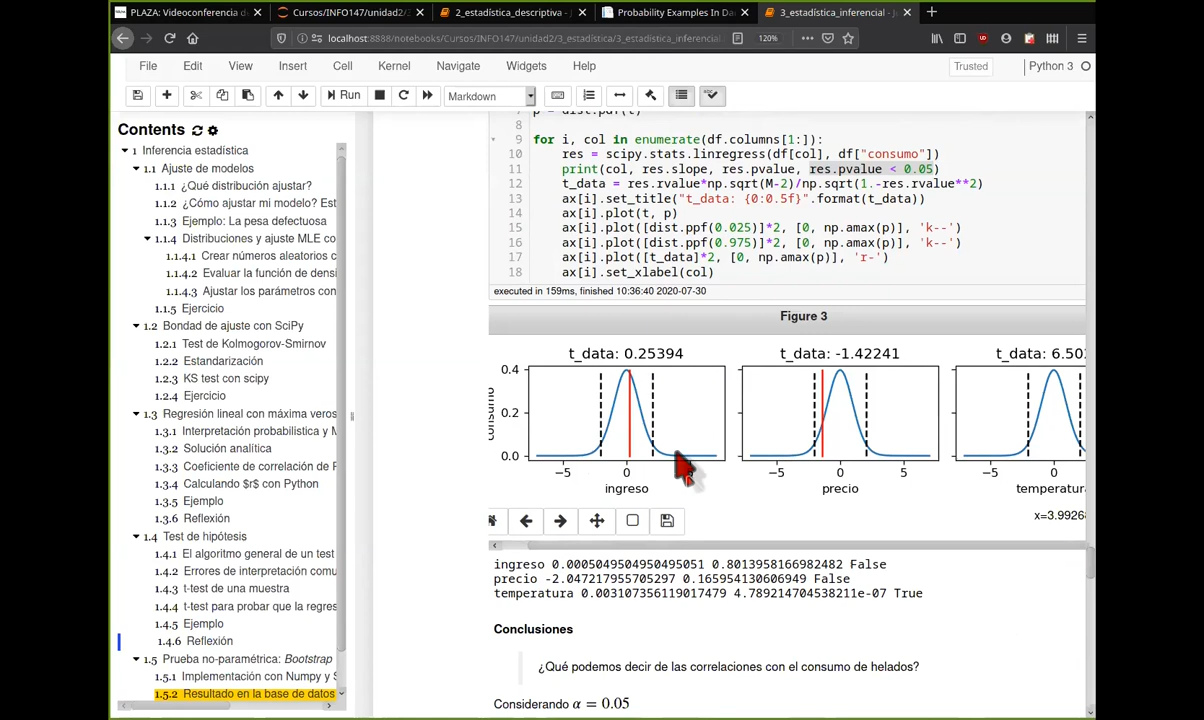 PLAZA: Videoconferencia de
Cursos/INFO147/unidad2/3
2_estadística_descriptiva - J
Probability Examples In Da
3_estadística_inferencial - J
localhost:8888/notebooks/Cursos/INFO147/unidad2/3_estadística_inferencial/3_estadística_inferencial
120%
File Edit View Insert Cell Kernel Navigate Widgets Help
Trusted
Python 3
Run
Markdown
Contents
1 Inferencia estadística
1.1 Ajuste de modelos
1.1.1 ¿Qué distribución ajustar?
1.1.2 ¿Cómo ajustar mi modelo? Est
1.1.3 Ejemplo: La pesa defectuosa
1.1.4 Distribuciones y ajuste MLE co
1.1.4.1 Crear números aleatorios c
1.1.4.2 Evaluar la función de densi
1.1.4.3 Ajustar los parámetros con
1.1.5 Ejercicio
1.2 Bondad de ajuste con SciPy
1.2.1 Test de Kolmogorov-Smirnov
1.2.2 Estandarización
1.2.3 KS test con scipy
1.2.4 Ejercicio
1.3 Regresión lineal con máxima veros
1.3.1 Interpretación probabilistica y M
1.3.2 Solución analítica
1.3.3 Coeficiente de correlación de P
1.3.4 Calculando $r$ con Python
1.3.5 Ejemplo
1.3.6 Reflexión
1.4 Test de hipótesis
1.4.1 El algoritmo general de un test
1.4.2 Errores de interpretación comu
1.4.3 t-test de una muestra
1.4.4 t-test para probar que la regres
1.4.5 Ejemplo
1.4.6 Reflexión
1.5 Prueba no-paramétrica: Bootstrap
1.5.1 Implementación con Numpy y S
1.5.2 Resultado en la base de datos
7 p = dist.pdf(t)
8
9 for i, col in enumerate(df.columns[1:]):
10 res = scipy.stats.linregress(df[col], df["consumo"])
11 print(col, res.slope, res.pvalue, res.pvalue < 0.05)
12 t_data = res.rvalue*np.sqrt(M-2)/np.sqrt(1.-res.rvalue**2)
13 ax[i].set_title("t_data: {0:0.5f}".format(t_data))
14 ax[i].plot(t, p)
15 ax[i].plot([dist.ppf(0.025)]*2, [0, np.amax(p)], 'k--')
16 ax[i].plot([dist.ppf(0.975)]*2, [0, np.amax(p)], 'k--')
17 ax[i].plot([t_data]*2, [0, np.amax(p)], 'r-')
18 ax[i].set_xlabel(col)
executed in 159ms, finished 10:36:40 2020-07-30
Figure 3
t_data: 0.25394
t_data: -1.42241
t_data: 6.503
consumo
0.4
0.2
0.0
−5 0
−5 0 5
−5 0
ingreso
precio
temperatura
x=3.9926
ingreso 0.0005049504950495051 0.8013958166982482 False
precio -2.047217955705297 0.165954130606949 False
temperatura 0.003107356119017479 4.789214704538211e-07 True
Conclusiones
¿Qué podemos decir de las correlaciones con el consumo de helados?
Considerando α = 0.05